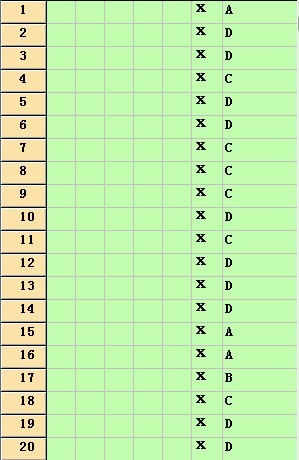 1 X A
2 X D
3 X D
4 X C
5 X D
6 X D
7 X C
8 X C
9 X C
10 X D
11 X C
12 X D
13 X D
14 X D
15 X A
16 X A
17 X B
18 X C
19 X D
20 X D